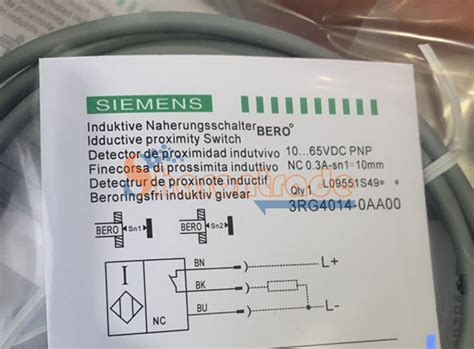 SIEMENS
Induktive Naherungsschalter BERO®
Idductive proximity Switch
Detector de proximidad indutvivo 10...65VDC PNP
Finecorsa di prossimita induttivo NC 0.3A-sn1=10mm
Detecteur de proxinote inductif Qty 1 L09551S49* *
Beroringsfri induktiv givear 3RG4014-0AA00
BERO Sn1 BERO Sn2
BN L+
BK
BU L-
I
NC